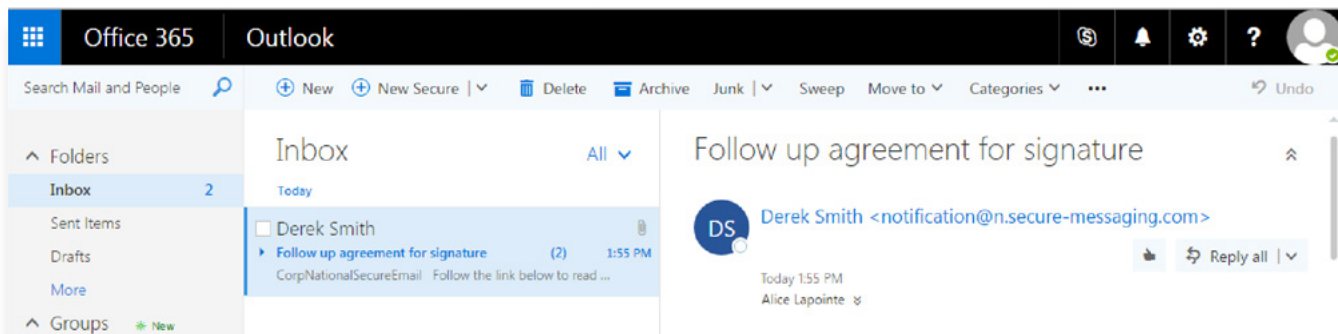 Office 365 Outlook ?
Search Mail and People New New Secure Delete Archive Junk Sweep Move to Categories ••• Undo
Folders
Inbox 2
Sent Items
Drafts
More
Groups New
Inbox All
Today
Derek Smith
Follow up agreement for signature (2) 1:55 PM
CorpNationalSecureEmail Follow the link below to read ...
Follow up agreement for signature
DS Derek Smith <notification@n.secure-messaging.com>
Reply all
Today 1:55 PM
Alice Lapointe